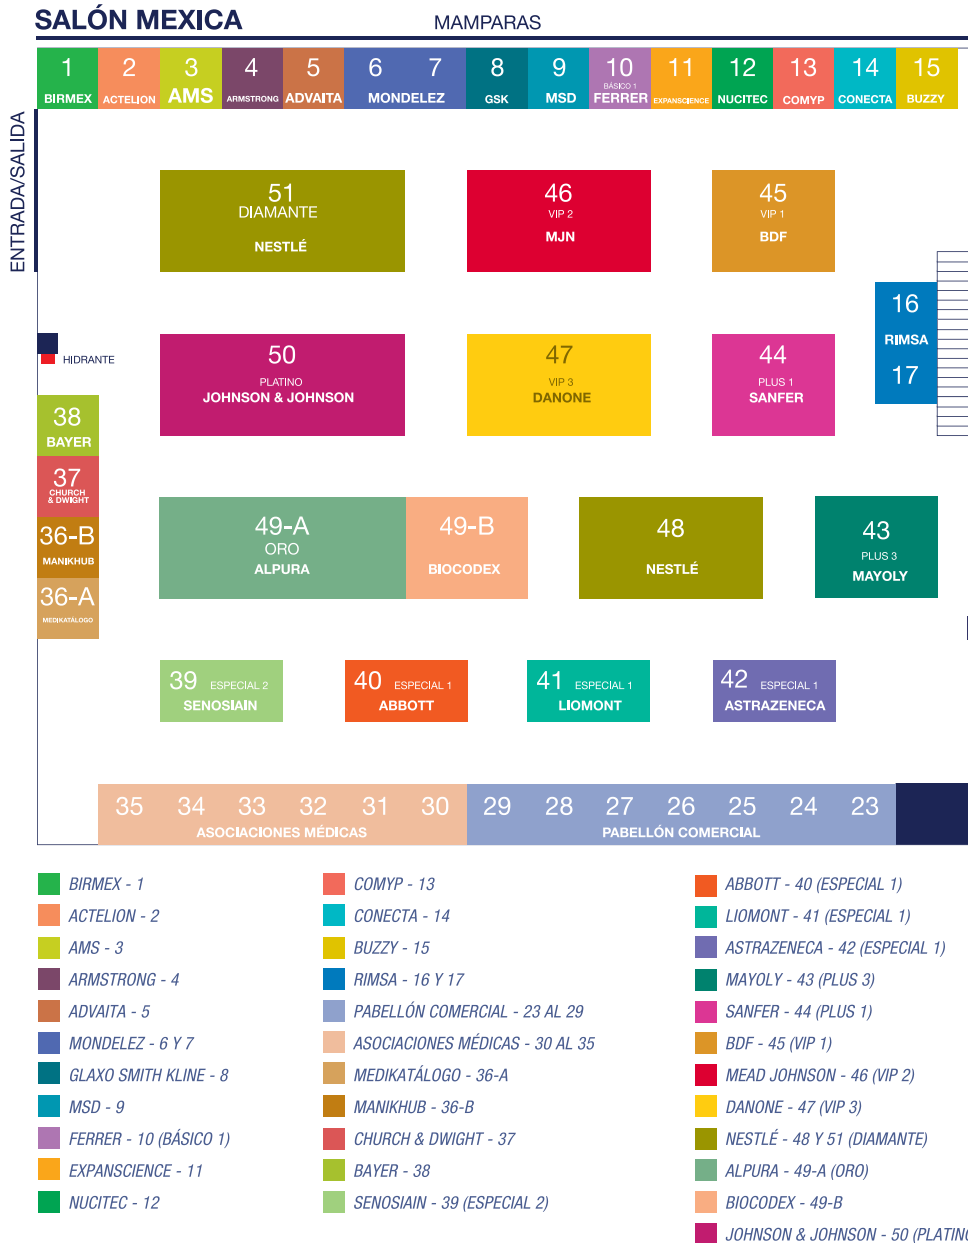 SALÓN MEXICA
MAMPARAS
1 2 3 4 5 6 7 8 9 10 11 12 13 14 15
BÁSICO 1
BIRMEX ACTELION AMS ARMSTRONG ADVAITA MONDELEZ GSK MSD FERRER EXPANSCIENCE NUCITEC COMYP CONECTA BUZZY
ENTRADA/SALIDA
51 46 45
DIAMANTE VIP 2 VIP 1
NESTLÉ MJN BDF
16
RIMSA
17
HIDRANTE
50 47 44
PLATINO VIP 3 PLUS 1
JOHNSON & JOHNSON DANONE SANFER
38
BAYER
37
CHURCH
& DWIGHT
36-B
MANIKHUB
36-A
MEDIKATÁLOGO
49-A 49-B 48 43
ORO PLUS 3
ALPURA BIOCODEX NESTLÉ MAYOLY
39 ESPECIAL 2 40 ESPECIAL 1 41 ESPECIAL 1 42 ESPECIAL 1
SENOSIAIN ABBOTT LIOMONT ASTRAZENECA
35 34 33 32 31 30 29 28 27 26 25 24 23
ASOCIACIONES MÉDICAS PABELLÓN COMERCIAL
BIRMEX - 1
ACTELION - 2
AMS - 3
ARMSTRONG - 4
ADVAITA - 5
MONDELEZ - 6 Y 7
GLAXO SMITH KLINE - 8
MSD - 9
FERRER - 10 (BÁSICO 1)
EXPANSCIENCE - 11
NUCITEC - 12
COMYP - 13
CONECTA - 14
BUZZY - 15
RIMSA - 16 Y 17
PABELLÓN COMERCIAL - 23 AL 29
ASOCIACIONES MÉDICAS - 30 AL 35
MEDIKATÁLOGO - 36-A
MANIKHUB - 36-B
CHURCH & DWIGHT - 37
BAYER - 38
SENOSIAIN - 39 (ESPECIAL 2)
ABBOTT - 40 (ESPECIAL 1)
LIOMONT - 41 (ESPECIAL 1)
ASTRAZENECA - 42 (ESPECIAL 1)
MAYOLY - 43 (PLUS 3)
SANFER - 44 (PLUS 1)
BDF - 45 (VIP 1)
MEAD JOHNSON - 46 (VIP 2)
DANONE - 47 (VIP 3)
NESTLÉ - 48 Y 51 (DIAMANTE)
ALPURA - 49-A (ORO)
BIOCODEX - 49-B
JOHNSON & JOHNSON - 50 (PLATINO